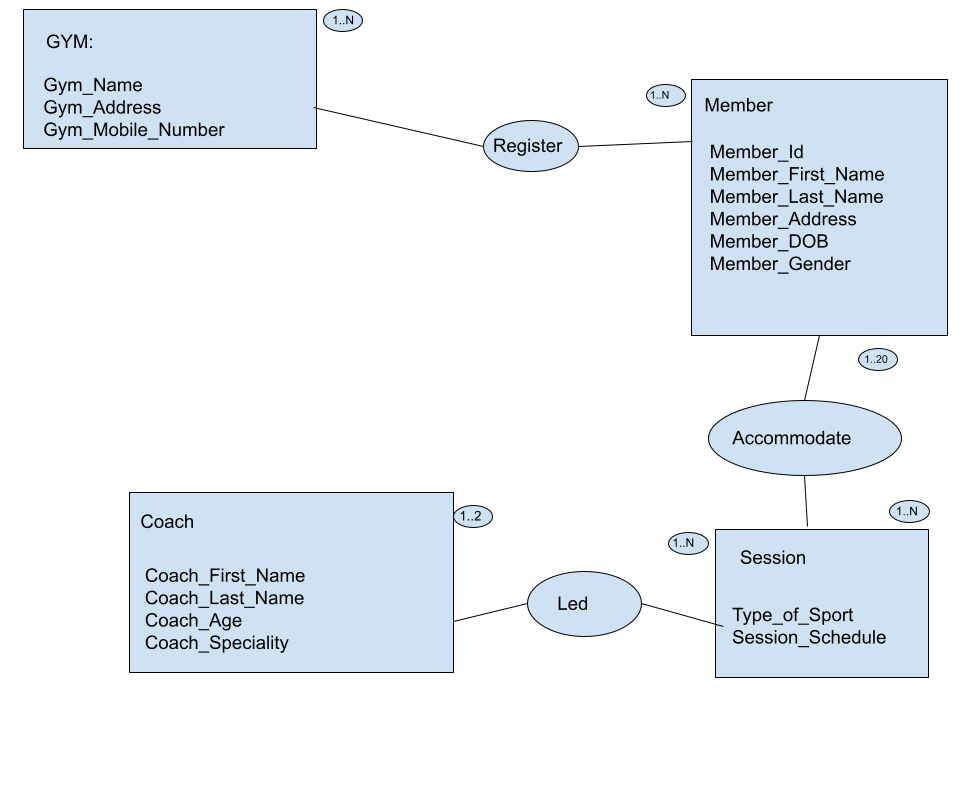 1..N
GYM:
Gym_Name
Gym_Address
Gym_Mobile_Number
Register
1..N
Member
Member_Id
Member_First_Name
Member_Last_Name
Member_Address
Member_DOB
Member_Gender
1..20
Accommodate
1..N
Session
Type_of_Sport
Session_Schedule
1..N
Led
1..2
Coach
Coach_First_Name
Coach_Last_Name
Coach_Age
Coach_Speciality